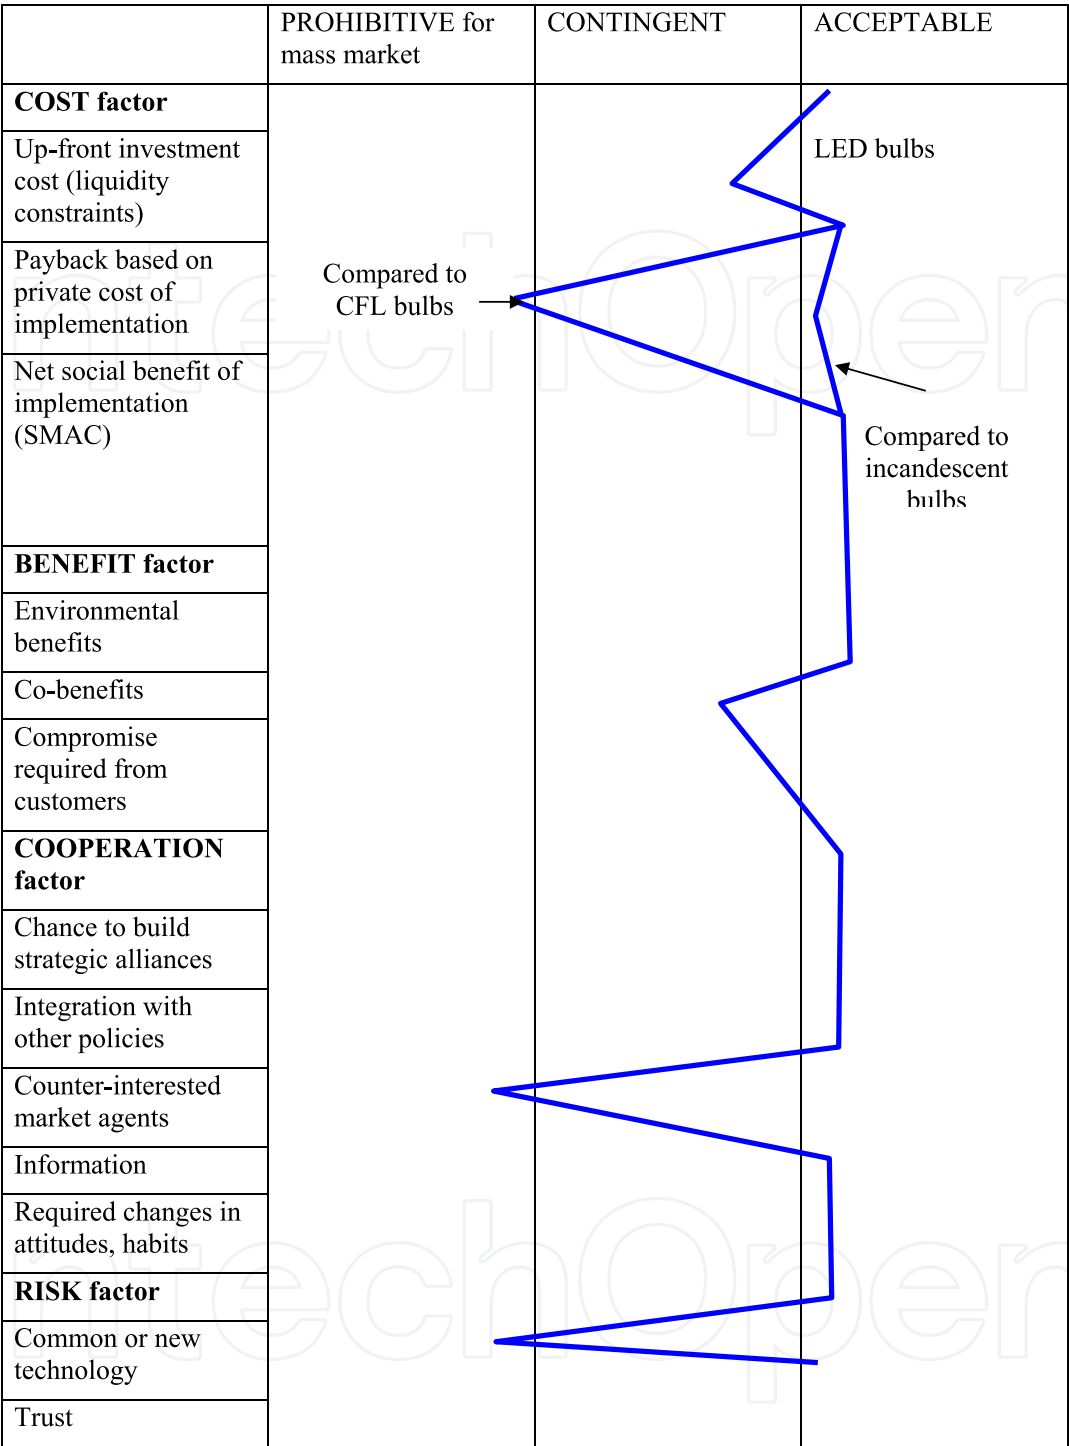 PROHIBITIVE for
mass market
CONTINGENT
ACCEPTABLE
COST factor
Up-front investment
cost (liquidity
constraints)
LED bulbs
Payback based on
private cost of
implementation
Compared to
CFL bulbs
Net social benefit of
implementation
(SMAC)
Compared to
incandescent
bulbs
BENEFIT factor
Environmental
benefits
Co-benefits
Compromise
required from
customers
COOPERATION
factor
Chance to build
strategic alliances
Integration with
other policies
Counter-interested
market agents
Information
Required changes in
attitudes, habits
RISK factor
Common or new
technology
Trust
ntechOpen
ntechOpen